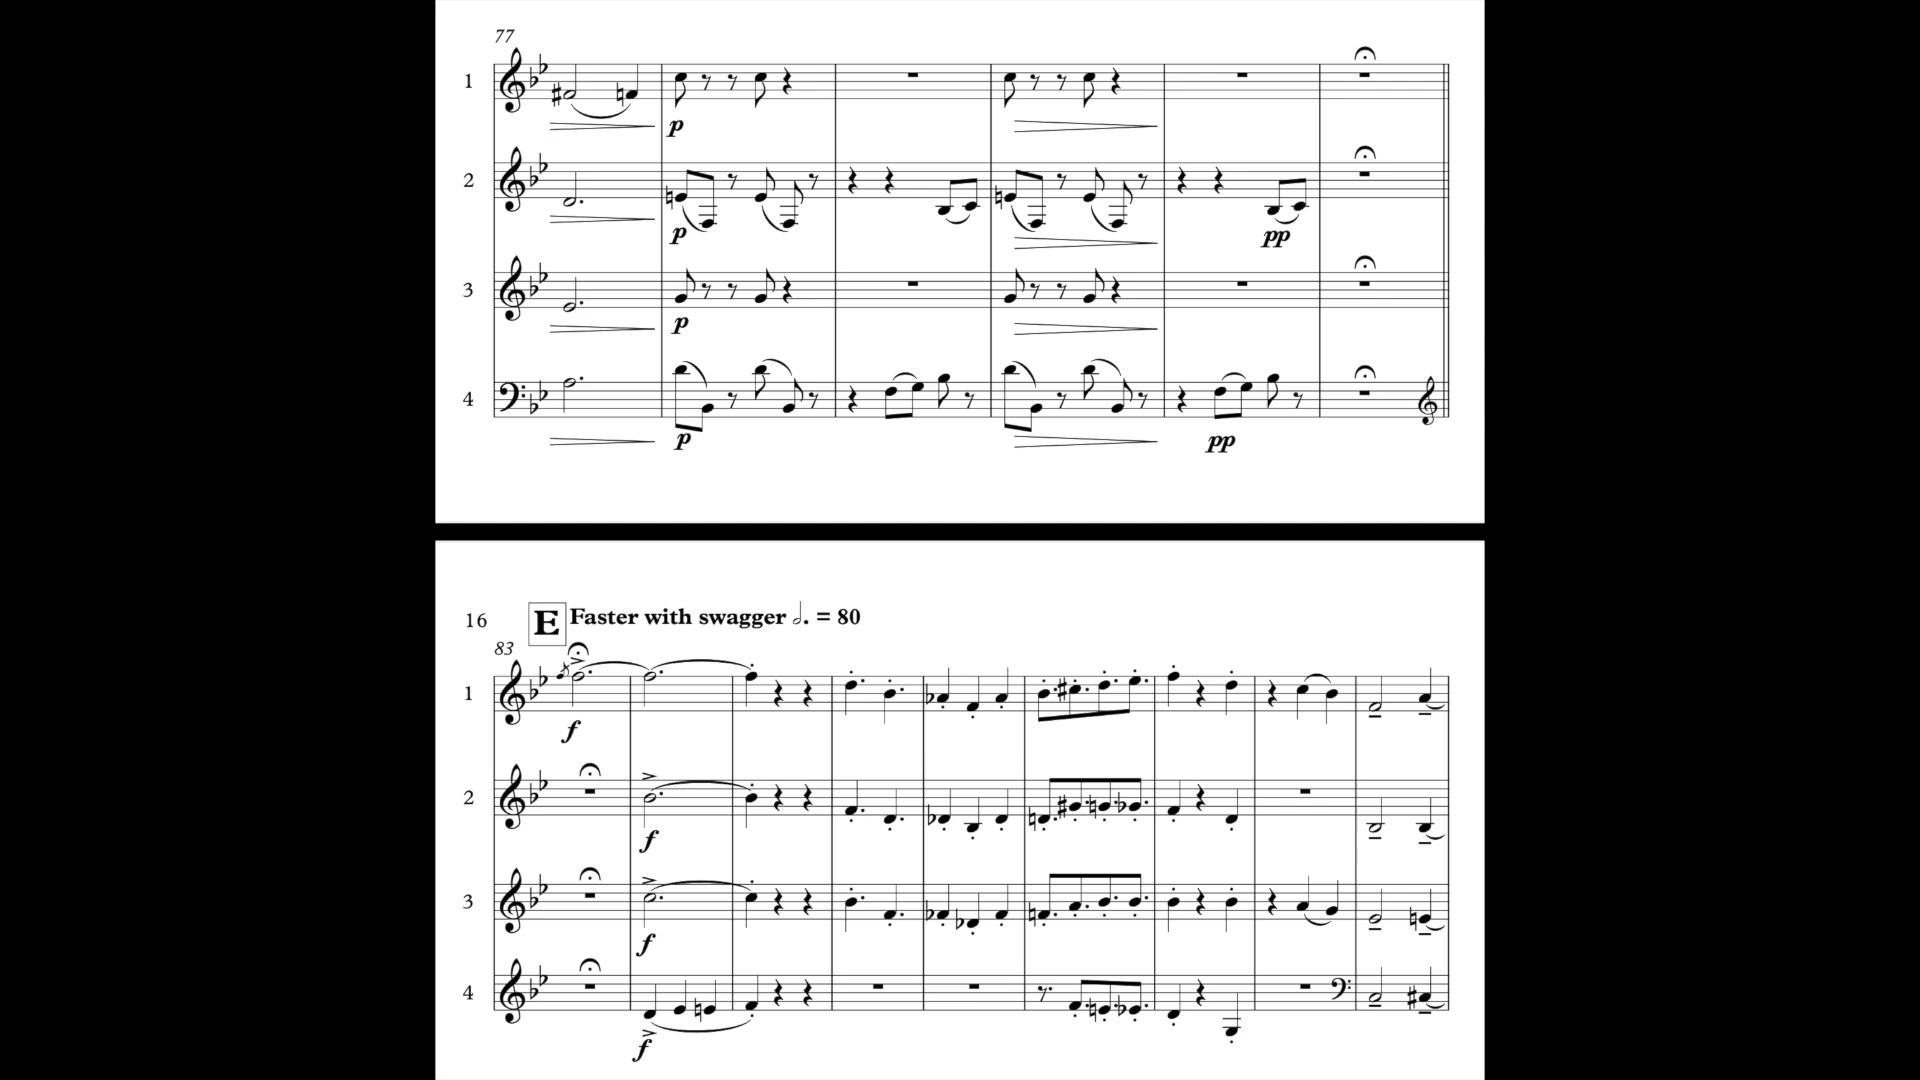 77
1
p
2
p
pp
3
p
4
p
pp
16
E Faster with swagger 𝅗𝅥. = 80
83
1
f
2
f
3
f
4
f